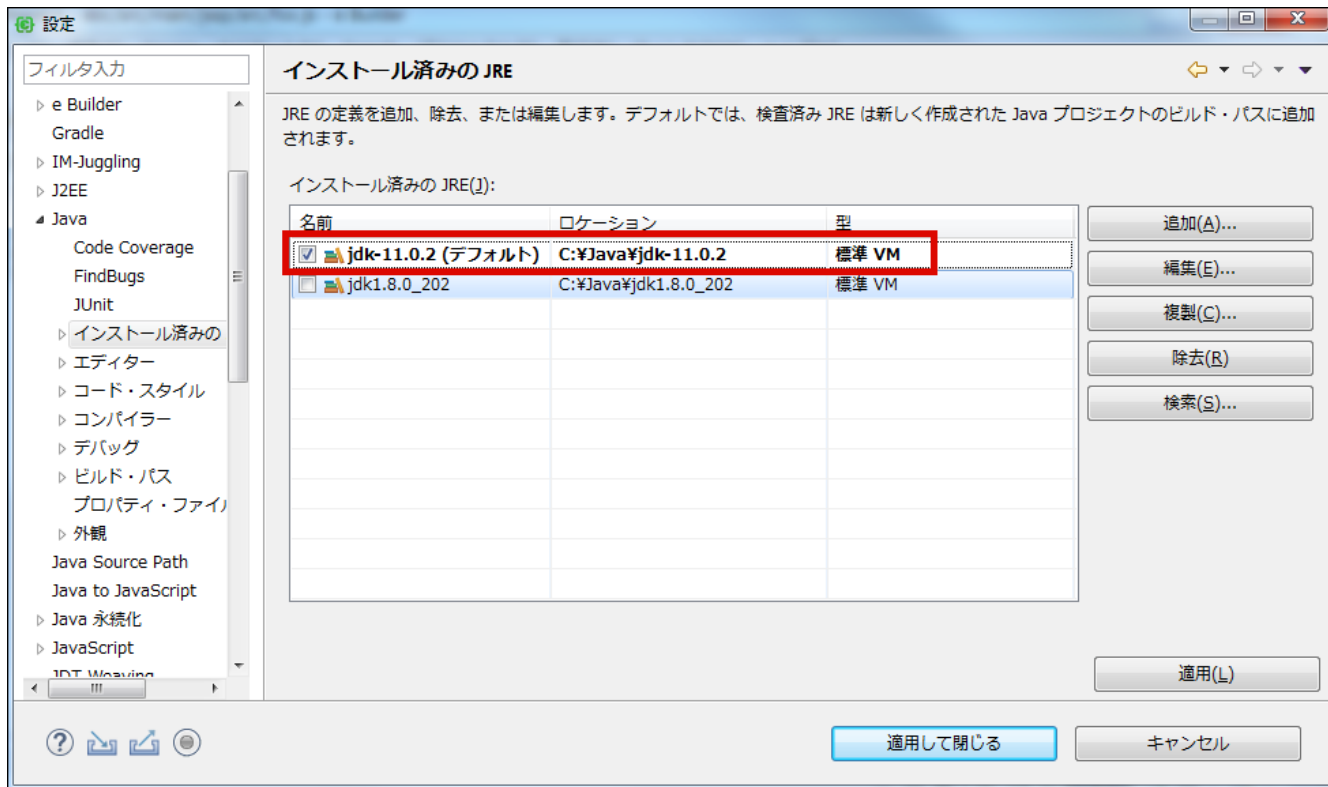 設定
フィルタ入力
e Builder
Gradle
IM-Juggling
J2EE
Java
Code Coverage
FindBugs
JUnit
インストール済みの
エディター
コード・スタイル
コンパイラー
デバッグ
ビルド・パス
プロパティ・ファイル
外観
Java Source Path
Java to JavaScript
Java 永続化
JavaScript
JDT Weaving
インストール済みの JRE
JRE の定義を追加、除去、または編集します。デフォルトでは、検査済み JRE は新しく作成された Java プロジェクトのビルド・パスに追加
されます。
インストール済みの JRE(J):
名前 ロケーション 型
jdk-11.0.2 (デフォルト) C:¥Java¥jdk-11.0.2 標準 VM
jdk1.8.0_202 C:¥Java¥jdk1.8.0_202 標準 VM
追加(A)...
編集(E)...
複製(C)...
除去(R)
検索(S)...
適用(L)
適用して閉じる キャンセル